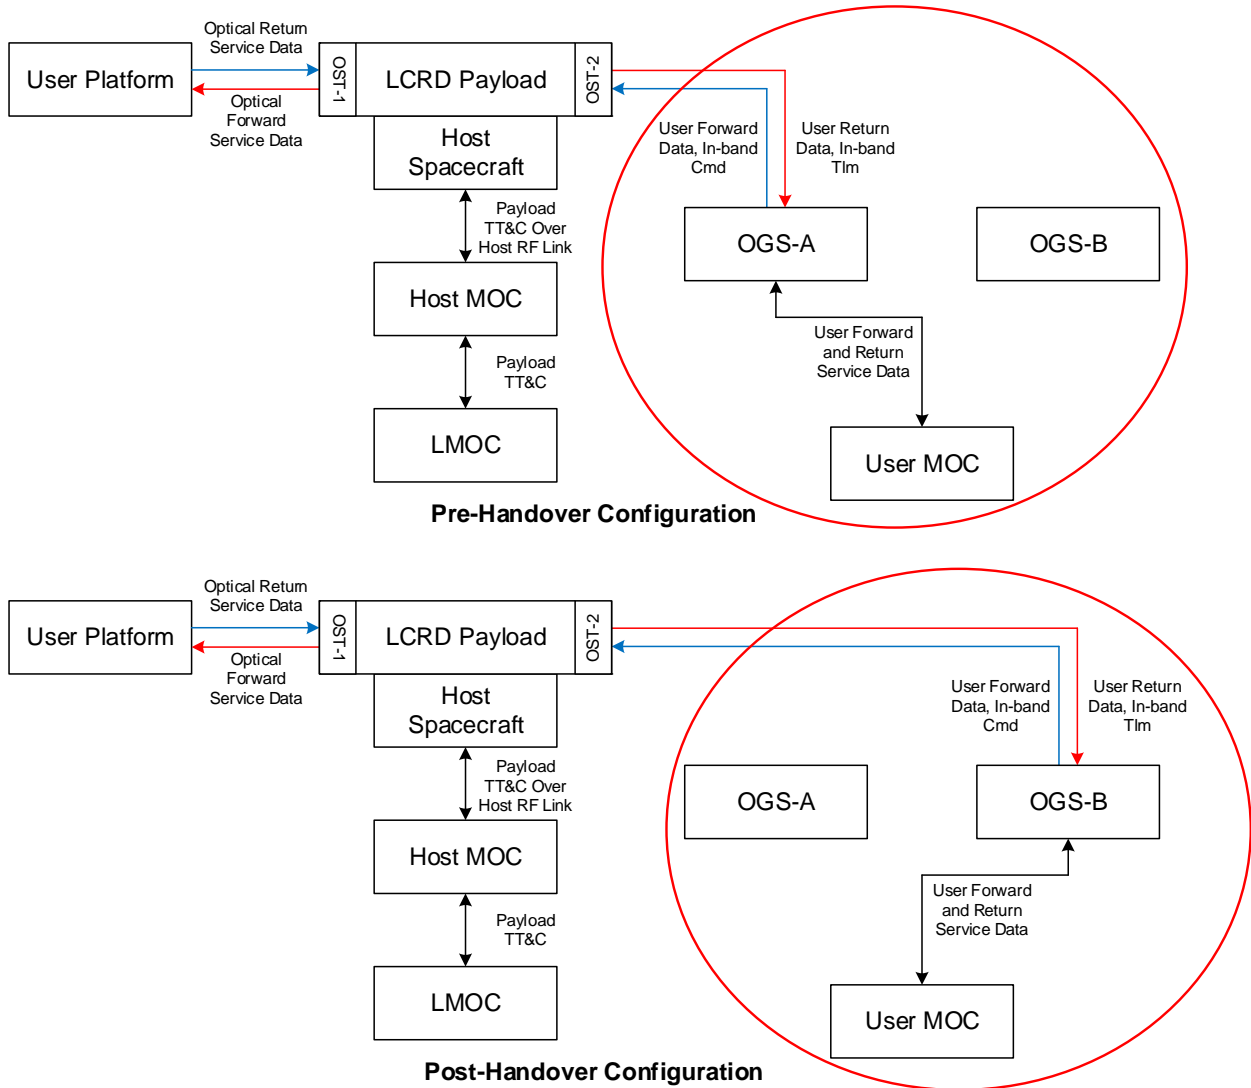 Optical Return
Service Data
User Platform
Optical
Forward
Service Data
OST-1
LCRD Payload
OST-2
Host
Spacecraft
Payload
TT&C Over
Host RF Link
Host MOC
Payload
TT&C
LMOC
User Forward
Data, In-band
Cmd
User Return
Data, In-band
Tlm
OGS-A
OGS-B
User Forward
and Return
Service Data
User MOC
Pre-Handover Configuration
Optical Return
Service Data
User Platform
Optical
Forward
Service Data
OST-1
LCRD Payload
OST-2
Host
Spacecraft
Payload
TT&C Over
Host RF Link
Host MOC
Payload
TT&C
LMOC
User Forward
Data, In-band
Cmd
User Return
Data, In-band
Tlm
OGS-A
OGS-B
User Forward
and Return
Service Data
User MOC
Post-Handover Configuration